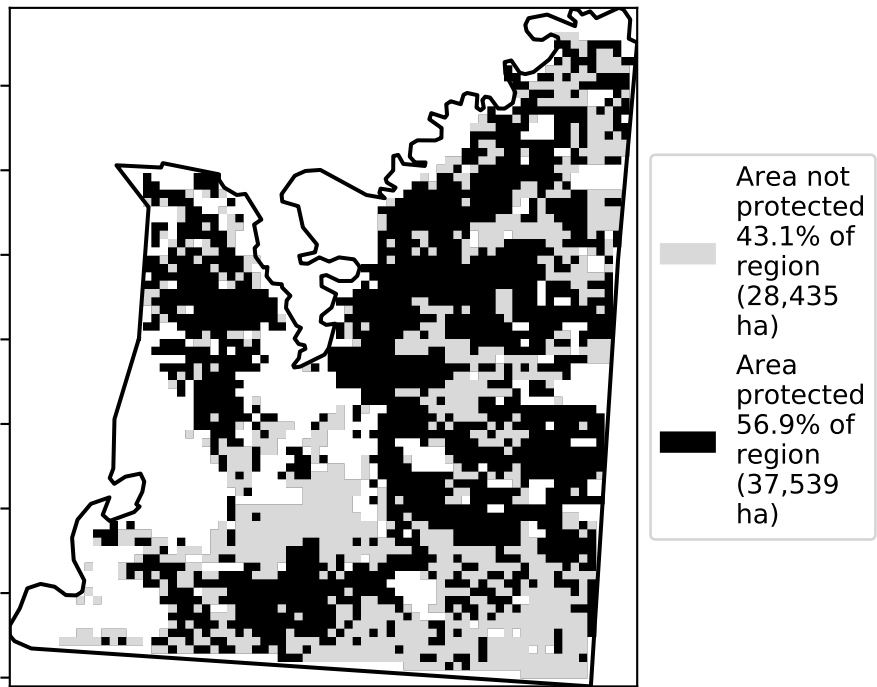 Area not
protected
43.1% of
region
(28,435
ha)
Area
protected
56.9% of
region
(37,539
ha)